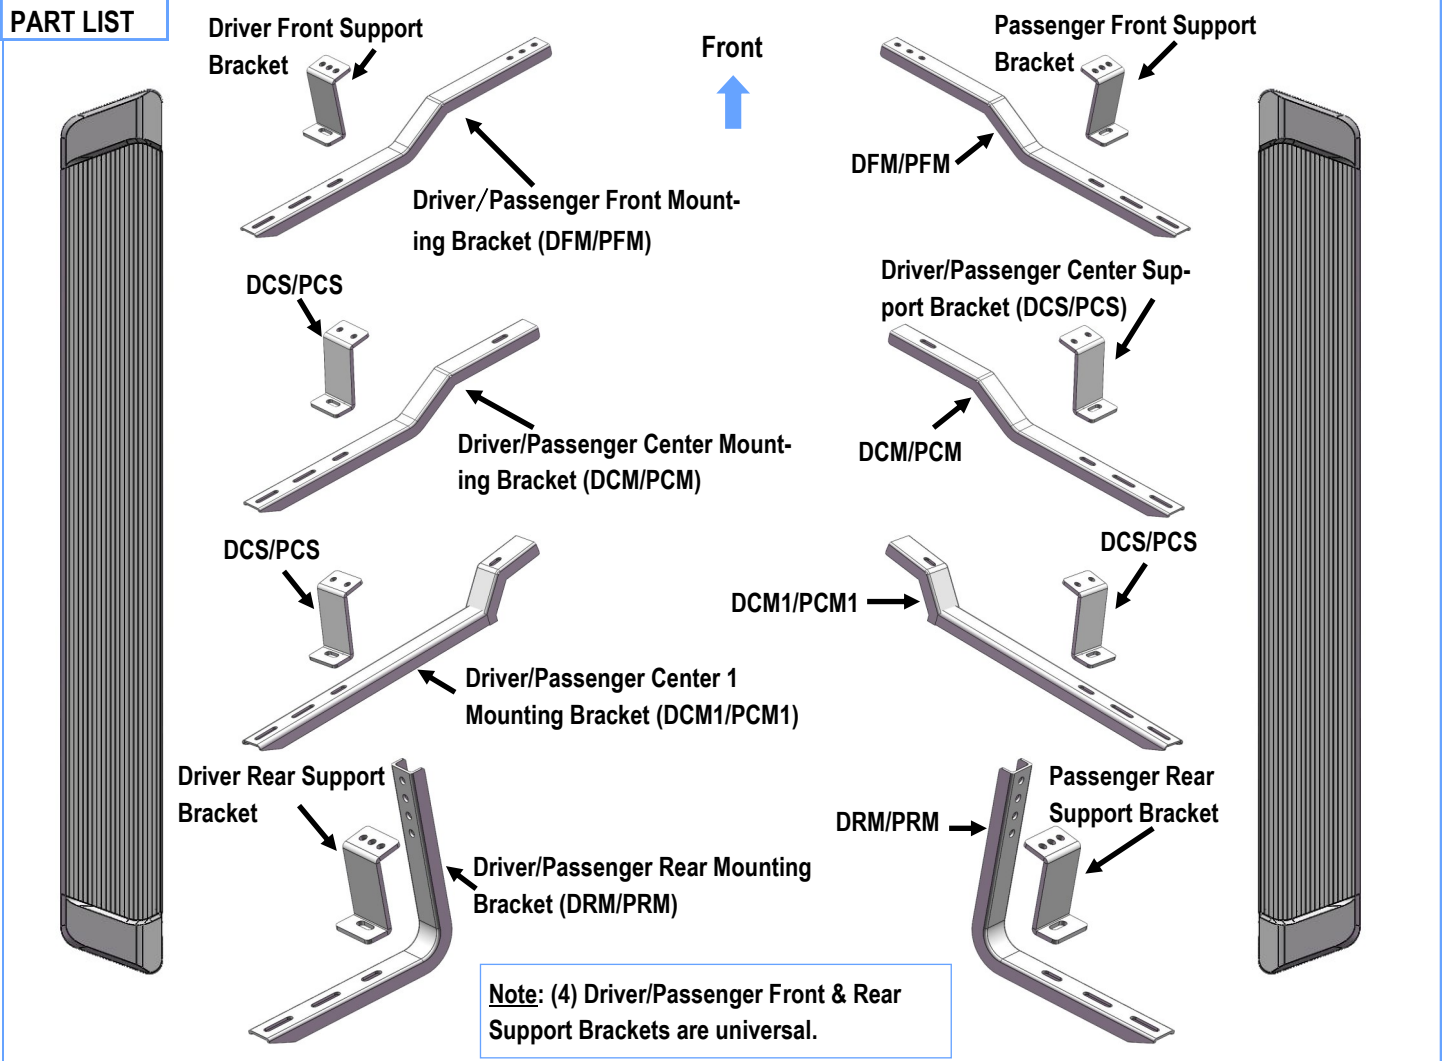 PART LIST
Driver Front Support
Bracket
Front
Passenger Front Support
Bracket
DFM/PFM
Driver/Passenger Front Mount-
ing Bracket (DFM/PFM)
DCS/PCS
Driver/Passenger Center Sup-
port Bracket (DCS/PCS)
Driver/Passenger Center Mount-
ing Bracket (DCM/PCM)
DCM/PCM
DCS/PCS
DCS/PCS
DCM1/PCM1
Driver/Passenger Center 1
Mounting Bracket (DCM1/PCM1)
Driver Rear Support
Bracket
Passenger Rear
Support Bracket
DRM/PRM
Driver/Passenger Rear Mounting
Bracket (DRM/PRM)
Note: (4) Driver/Passenger Front & Rear
Support Brackets are universal.